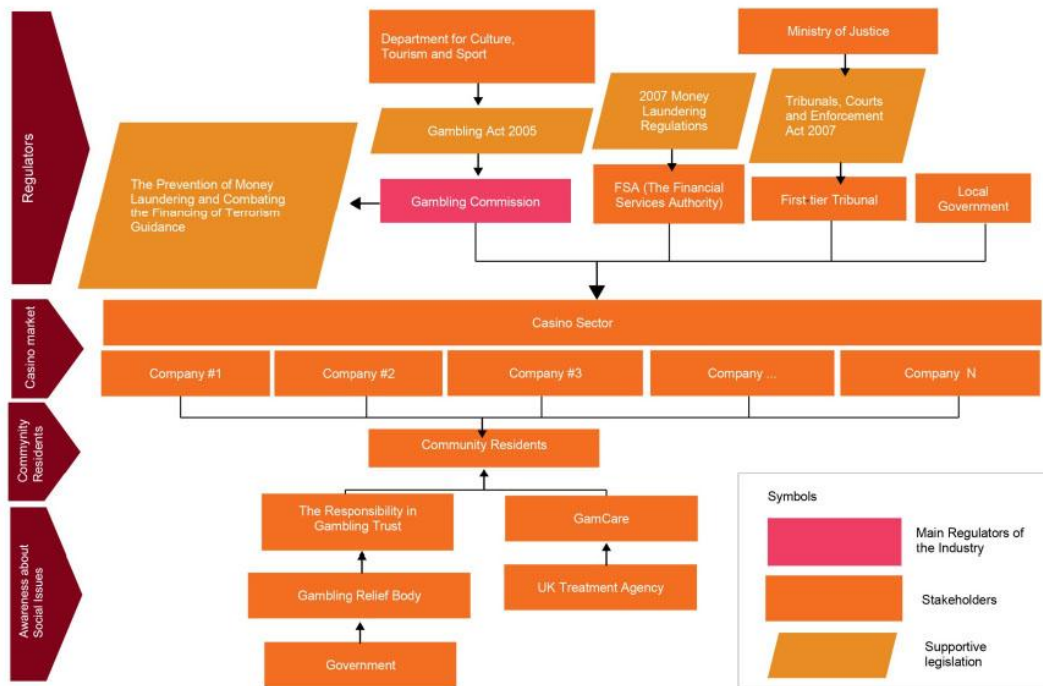 Regulators
Department for Culture,
Tourism and Sport
Ministry of Justice
Gambling Act 2005
2007 Money
Laundering
Regulations
Tribunals, Courts
and Enforcement
Act 2007
The Prevention of Money
Laundering and Combating
the Financing of Terrorism
Guidance
Gambling Commission
FSA (The Financial
Services Authority)
First tier Tribunal
Local
Government
Casino market
Casino Sector
Company #1
Company #2
Company #3
Company ...
Company N
Commynity
Residents
Community Residents
Awareness about
Social Issues
The Responsibility in
Gambling Trust
GamCare
Gambling Relief Body
UK Treatment Agency
Government
Symbols
Main Regulators of
the Industry
Stakeholders
Supportive
legislation